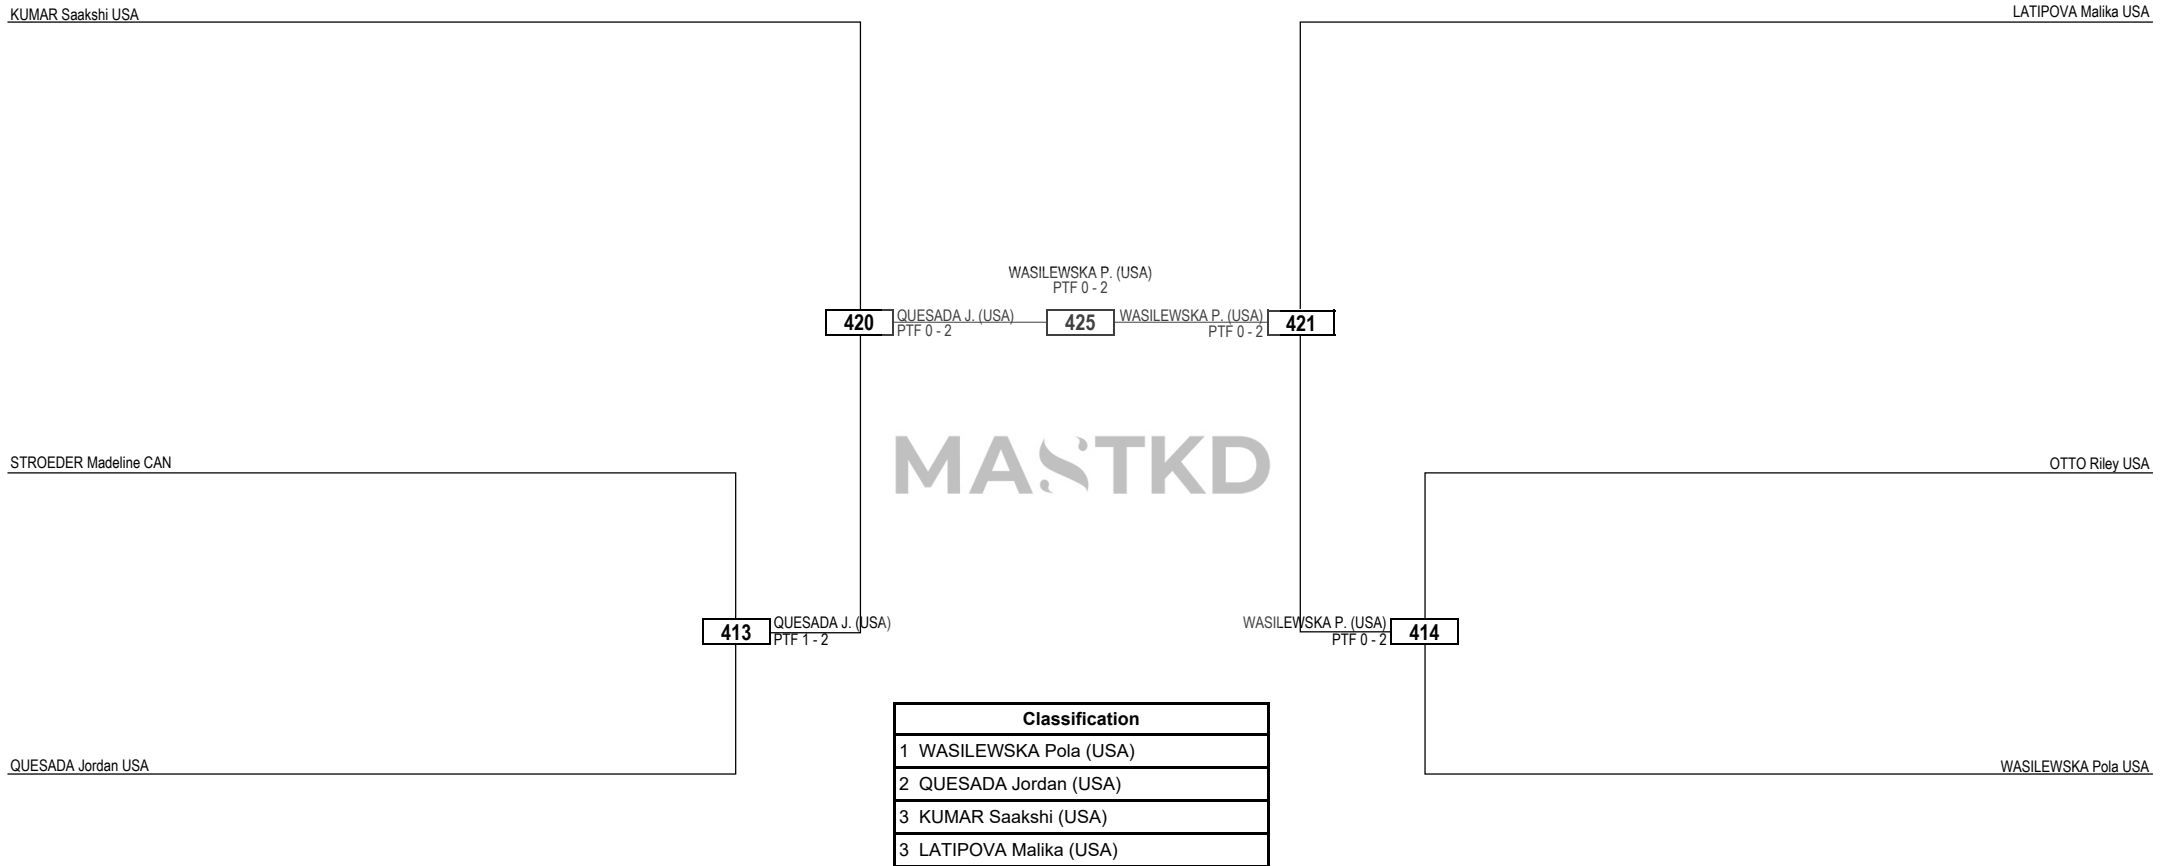 KUMAR Saakshi USA
LATIPOVA Malika USA
WASILEWSKA P. (USA)
PTF 0 - 2
420
QUESADA J. (USA)
PTF 0 - 2
425
WASILEWSKA P. (USA)
PTF 0 - 2
421
MASTKD
STROEDER Madeline CAN
OTTO Riley USA
413
QUESADA J. (USA)
PTF 1 - 2
WASILEWSKA P. (USA)
PTF 0 - 2
414
QUESADA Jordan USA
WASILEWSKA Pola USA
Classification
1 WASILEWSKA Pola (USA)
2 QUESADA Jordan (USA)
3 KUMAR Saakshi (USA)
3 LATIPOVA Malika (USA)